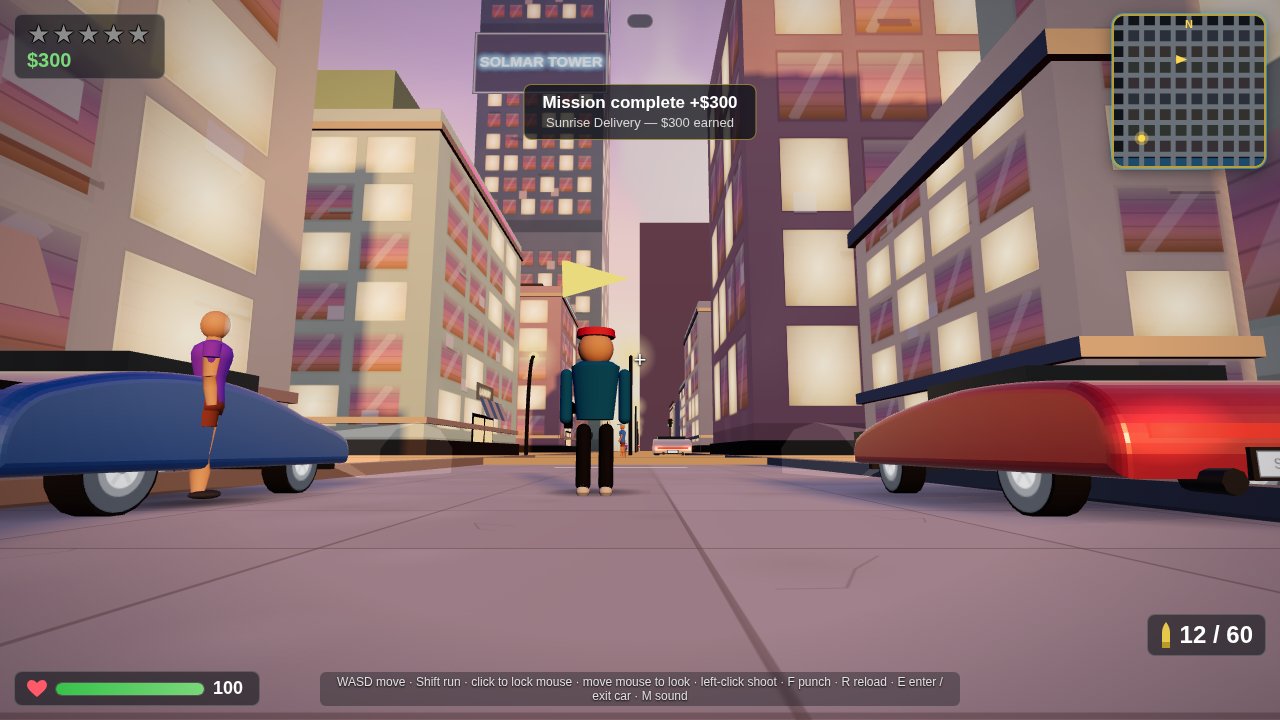 ★★★★★
$300
SOLMAR TOWER
Mission complete +$300
Sunrise Delivery — $300 earned
N
12 / 60
100
WASD move · Shift run · click to lock mouse · move mouse to look · left-click shoot · F punch · R reload · E enter /
exit car · M sound